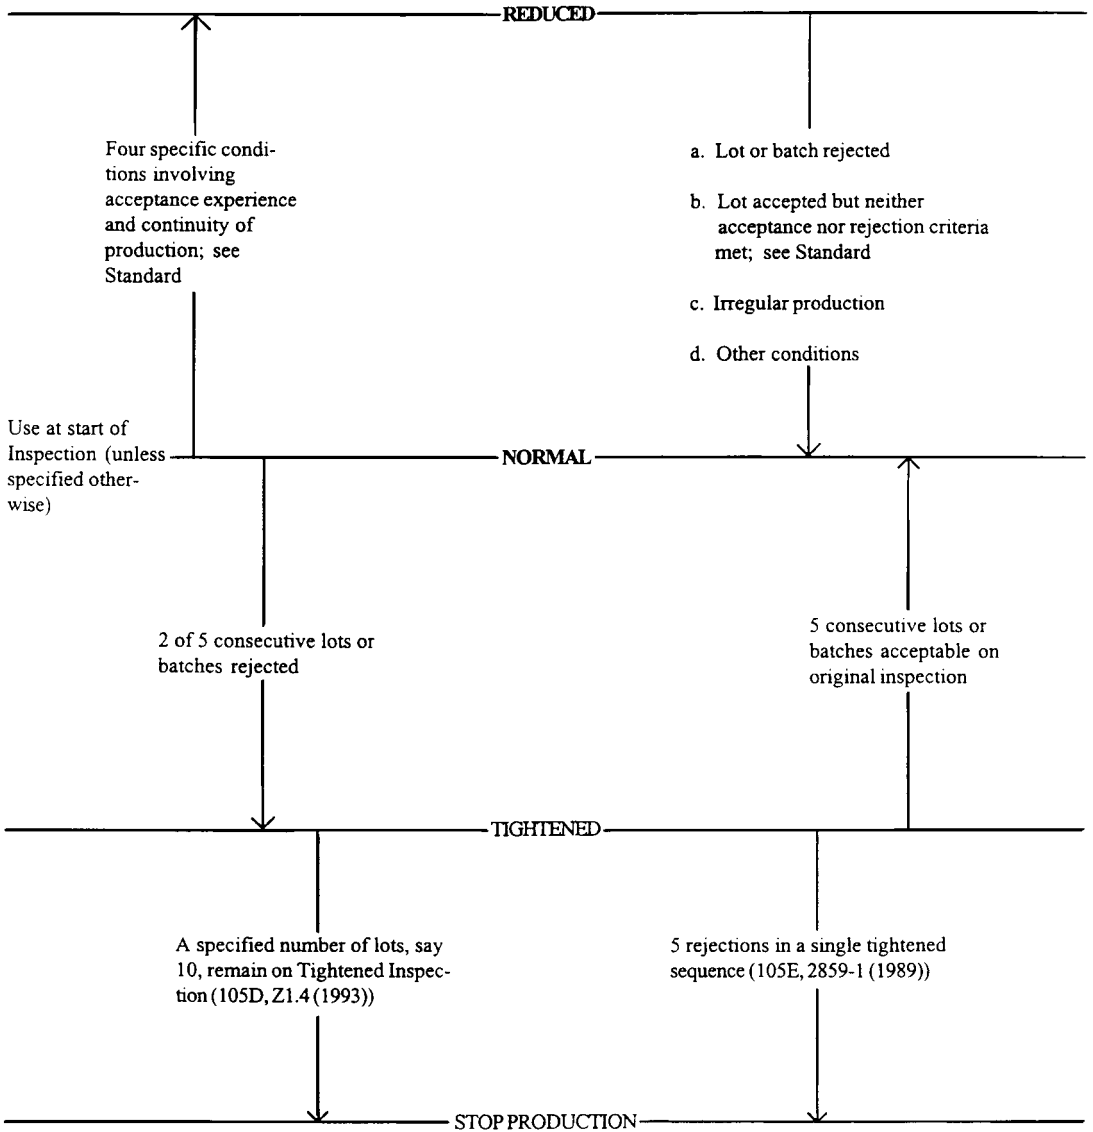 REDUCED
Four specific condi-
tions involving
acceptance experience
and continuity of
production; see
Standard
a. Lot or batch rejected
b. Lot accepted but neither
acceptance nor rejection criteria
met; see Standard
c. Irregular production
d. Other conditions
Use at start of
Inspection (unless
specified other-
wise)
NORMAL
2 of 5 consecutive lots or
batches rejected
5 consecutive lots or
batches acceptable on
original inspection
TIGHTENED
A specified number of lots, say
10, remain on Tightened Inspec-
tion (105D, Z1.4 (1993))
5 rejections in a single tightened
sequence (105E, 2859-1 (1989))
STOP PRODUCTION